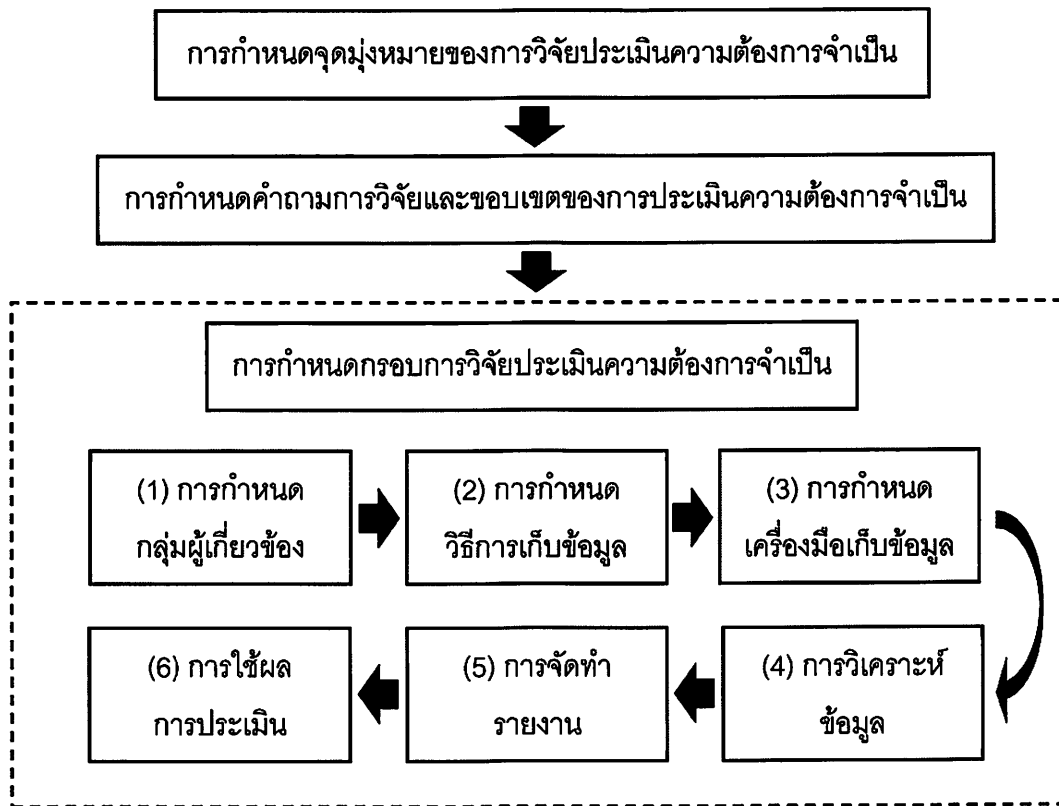 การกำหนดจุดมุ่งหมายของการวิจัยประเมินความต้องการจำเป็น
การกำหนดคำถามการวิจัยและขอบเขตของการประเมินความต้องการจำเป็น
การกำหนดกรอบการวิจัยประเมินความต้องการจำเป็น
(1) การกำหนด
กลุ่มผู้เกี่ยวข้อง
(2) การกำหนด
วิธีการเก็บข้อมูล
(3) การกำหนด
เครื่องมือเก็บข้อมูล
(4) การวิเคราะห์
ข้อมูล
(5) การจัดทำ
รายงาน
(6) การใช้ผล
การประเมิน